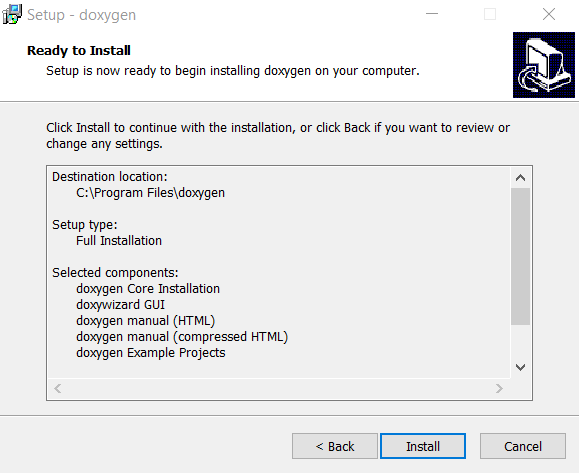 Setup - doxygen
Ready to Install
Setup is now ready to begin installing doxygen on your computer.
Click Install to continue with the installation, or click Back if you want to review or
change any settings.
Destination location:
C:\Program Files\doxygen
Setup type:
Full Installation
Selected components:
doxygen Core Installation
doxywizard GUI
doxygen manual (HTML)
doxygen manual (compressed HTML)
doxygen Example Projects
< Back
Install
Cancel